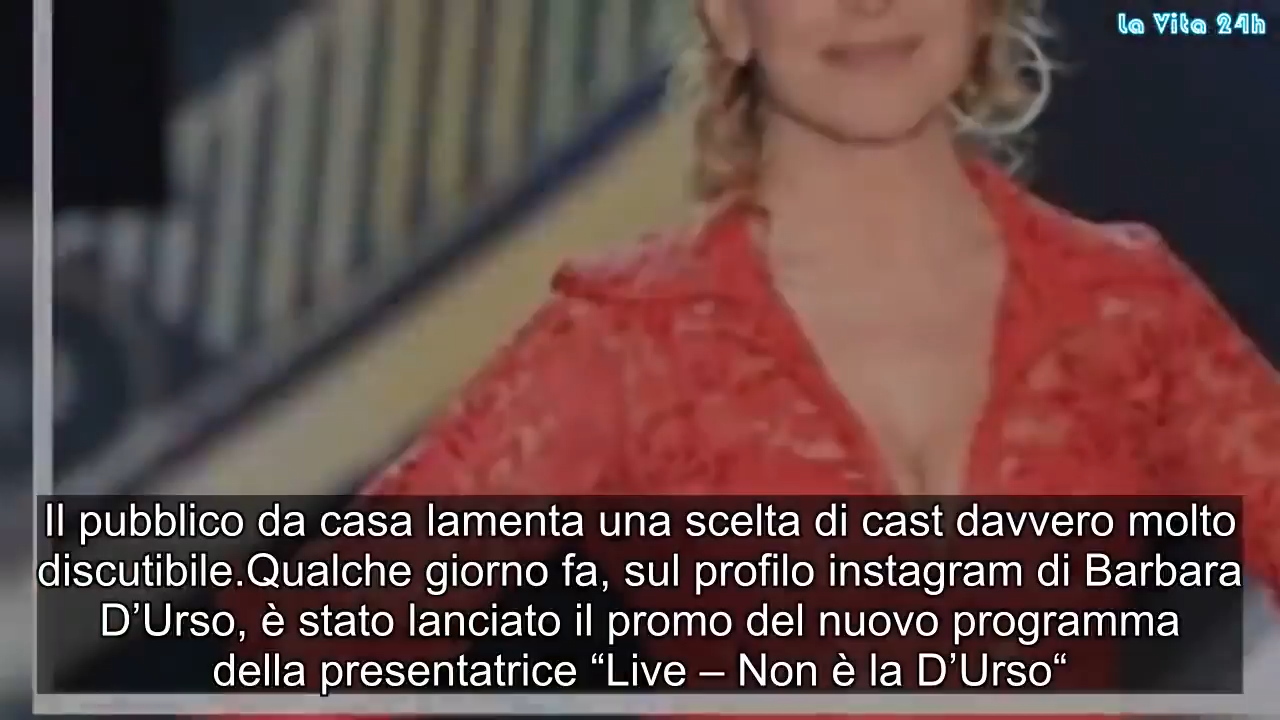 La Vita 24h
Il pubblico da casa lamenta una scelta di cast davvero molto
discutibile.Qualche giorno fa, sul profilo instagram di Barbara
D’Urso, è stato lanciato il promo del nuovo programma
della presentatrice “Live – Non è la D’Urso“